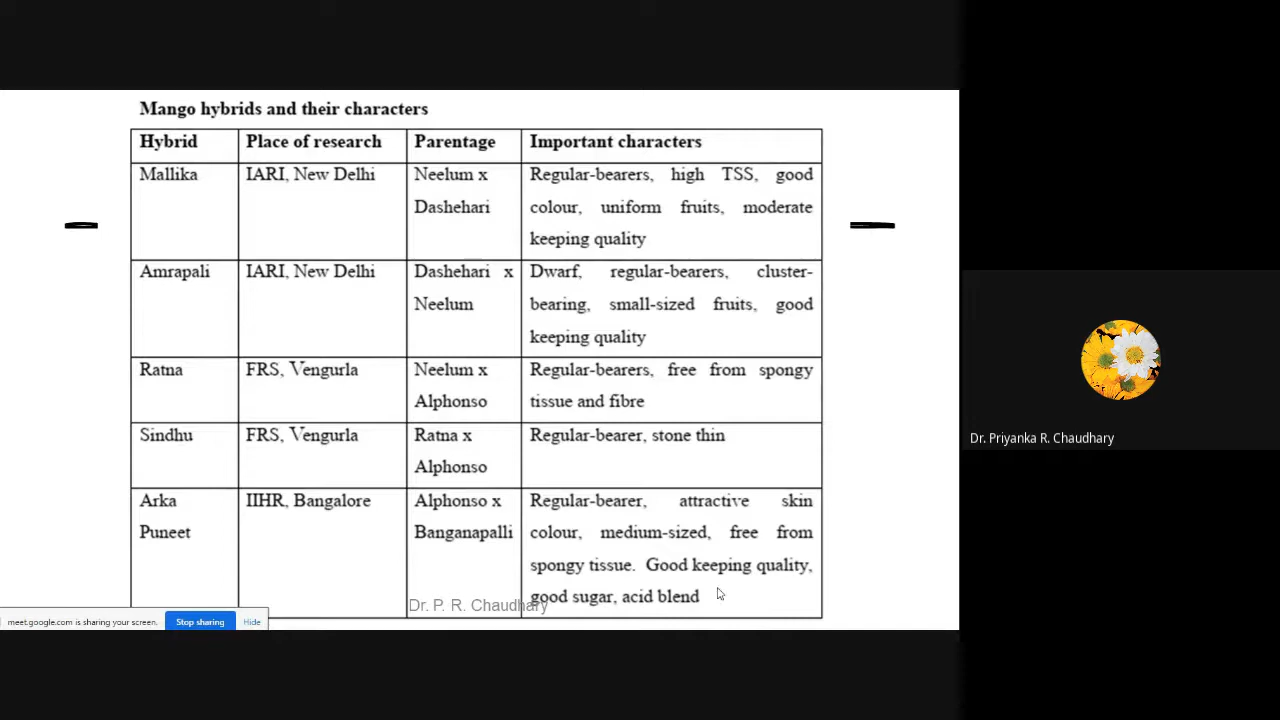 Mango hybrids and their characters
Hybrid Place of research Parentage Important characters
Mallika IARI, New Delhi Neelum x Regular-bearers, high TSS, good
Dashehari colour, uniform fruits, moderate
keeping quality
Amrapali IARI, New Delhi Dashehari x Dwarf, regular-bearers, cluster-
Neelum bearing, small-sized fruits, good
keeping quality
Ratna FRS, Vengurla Neelum x Regular-bearers, free from spongy
Alphonso tissue and fibre
Sindhu FRS, Vengurla Ratna x Regular-bearer, stone thin
Alphonso
Arka IIHR, Bangalore Alphonso x Regular-bearer, attractive skin
Puneet Banganapalli colour, medium-sized, free from
spongy tissue. Good keeping quality,
good sugar, acid blend
Dr. P. R. Chaudhary
meet.google.com is sharing your screen. Stop sharing Hide
Dr. Priyanka R. Chaudhary